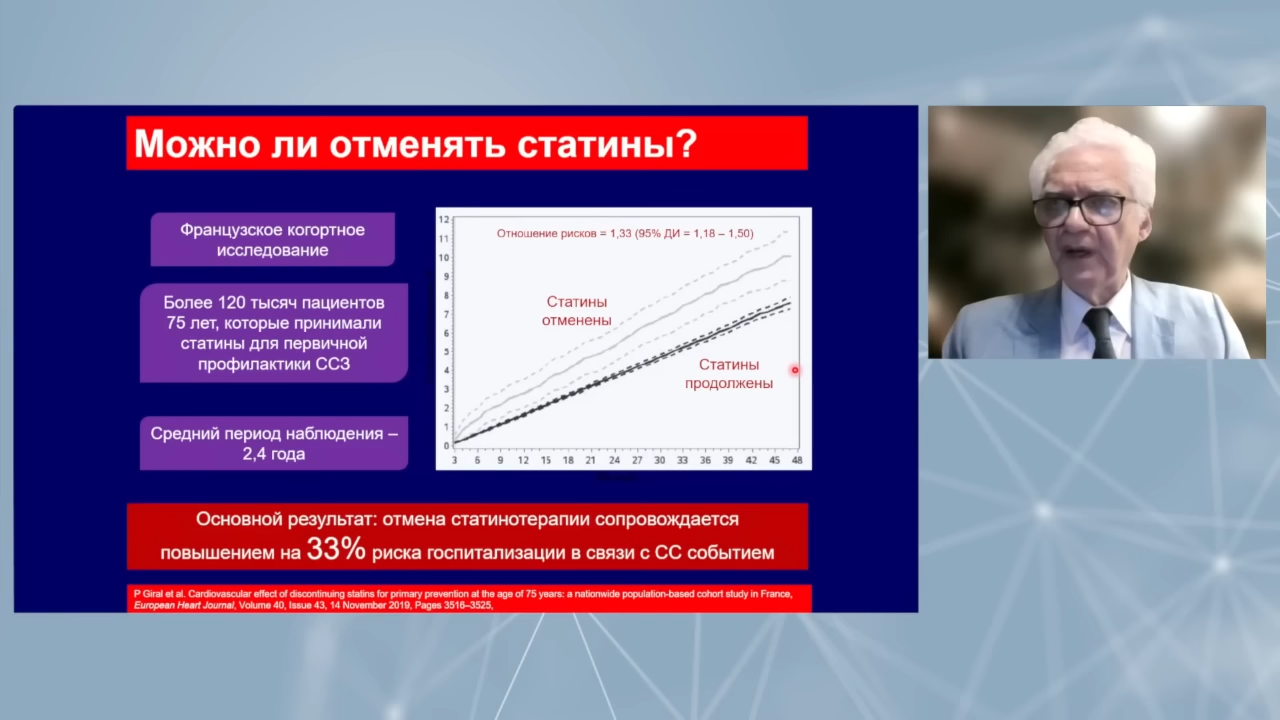 Можно ли отменять статины?
Французское когортное
исследование
Более 120 тысяч пациентов
75 лет, которые принимали
статины для первичной
профилактики ССЗ
Средний период наблюдения –
2,4 года
Отношение рисков = 1,33 (95% ДИ = 1,18 – 1,50)
Статины
отменены
Статины
продолжены
12
11
10
9
8
7
6
5
4
3
2
1
0
3 6 9 12 15 18 21 24 27 30 33 36 39 42 45 48
Основной результат: отмена статинотерапии сопровождается
повышением на 33% риска госпитализации в связи с СС событием
P Giral et al. Cardiovascular effect of discontinuing statins for primary prevention at the age of 75 years: a nationwide population-based cohort study in France,
European Heart Journal, Volume 40, Issue 43, 14 November 2019, Pages 3516–3525,